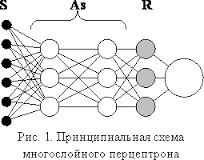 S As R
Рис. 1. Принципиальная схема
многослойного перцептрона